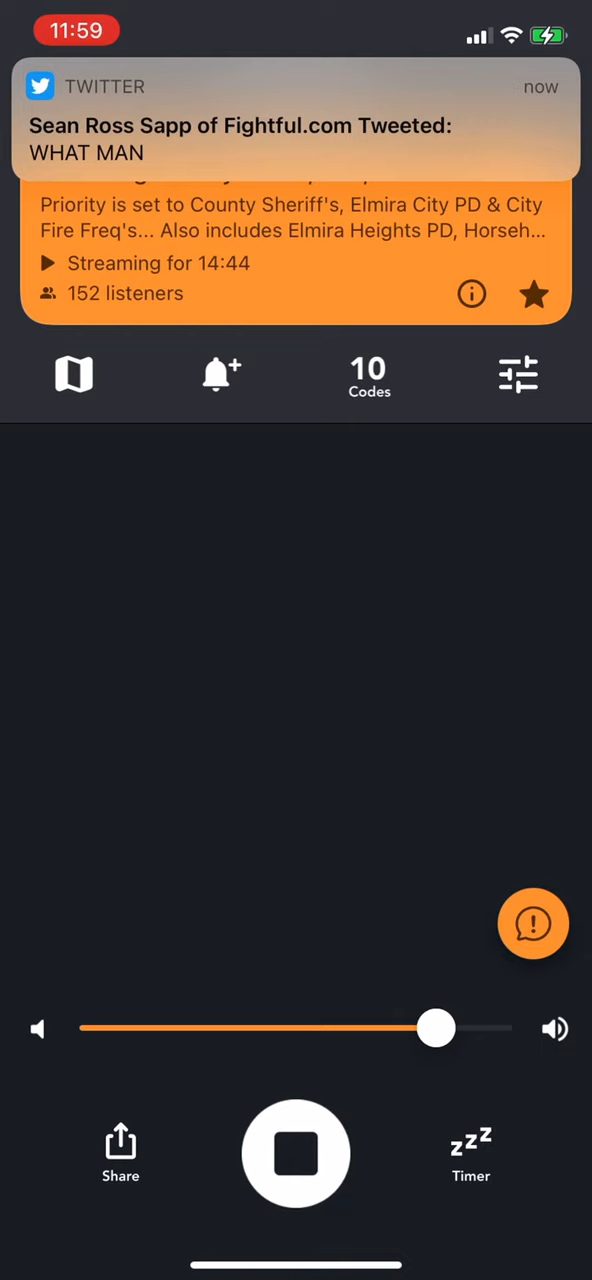 11:59
TWITTER
now
Sean Ross Sapp of Fightful.com Tweeted:
WHAT MAN
Priority is set to County Sheriff's, Elmira City PD & City
Fire Freq's... Also includes Elmira Heights PD, Horseh...
Streaming for 14:44
152 listeners
10
Codes
zzz
Share
Timer